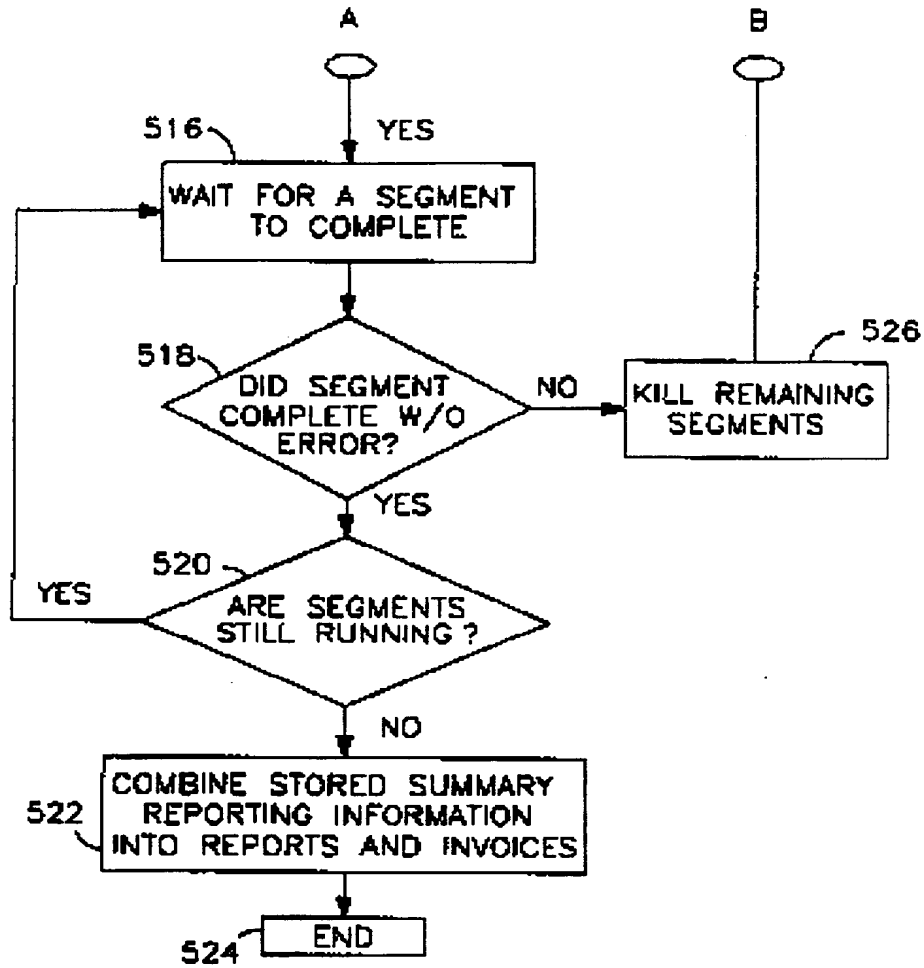 A
B
YES
516
WAIT FOR A SEGMENT
TO COMPLETE
518
DID SEGMENT
COMPLETE W/O
ERROR?
NO
526
KILL REMAINING
SEGMENTS
YES
520
YES
ARE SEGMENTS
STILL RUNNING?
NO
522
COMBINE STORED SUMMARY
REPORTING INFORMATION
INTO REPORTS AND INVOICES
524
END